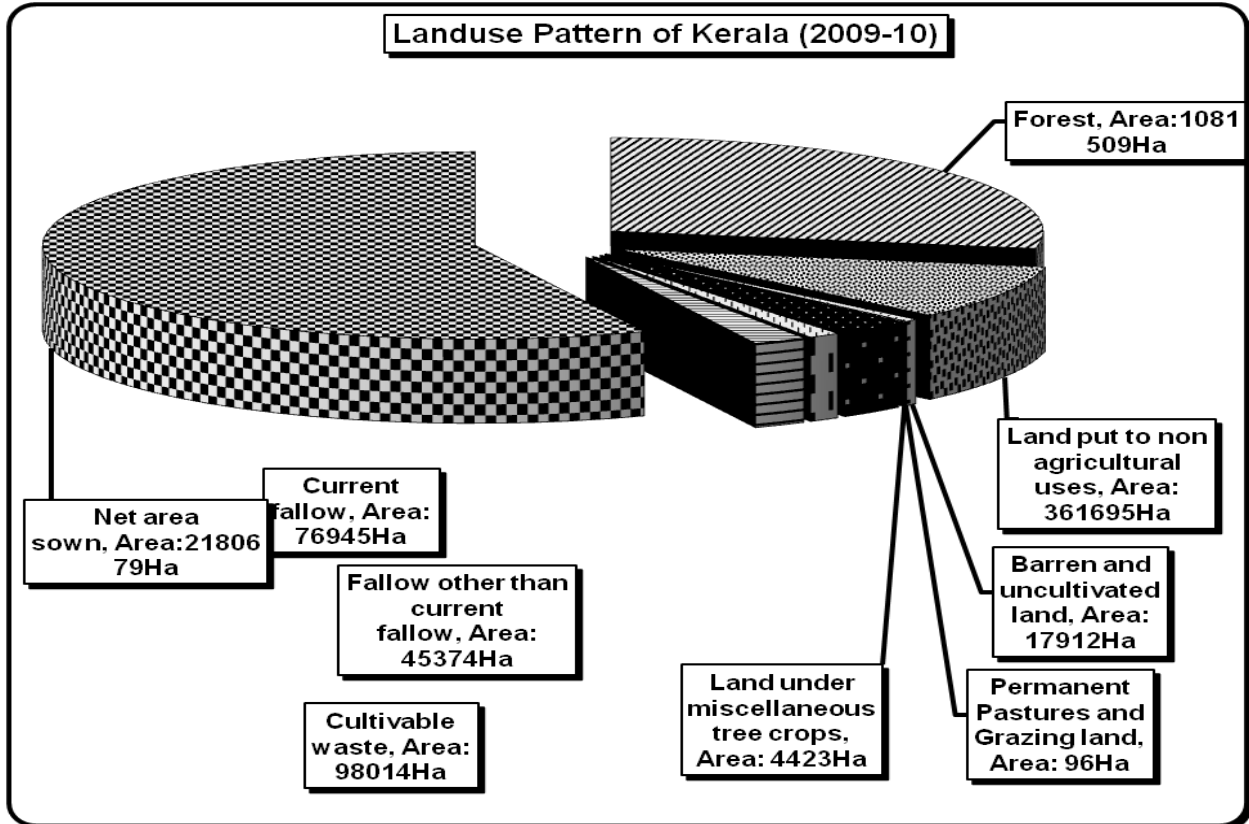 Landuse Pattern of Kerala (2009-10)
Forest, Area:1081
509Ha
Land put to non
agricultural
uses, Area:
361695Ha
Barren and
uncultivated
land, Area:
17912Ha
Permanent
Pastures and
Grazing land,
Area: 96Ha
Land under
miscellaneous
tree crops,
Area: 4423Ha
Cultivable
waste, Area:
98014Ha
Fallow other than
current
fallow, Area:
45374Ha
Current
fallow, Area:
76945Ha
Net area
sown, Area:21806
79Ha